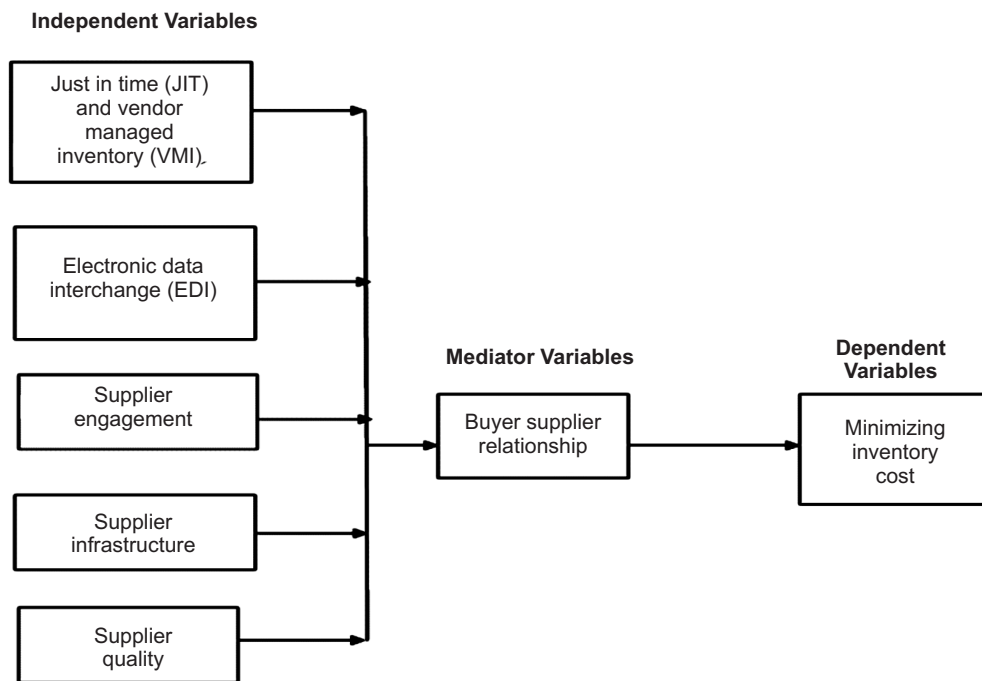 Independent Variables
Just in time (JIT)
and vendor
managed
inventory (VMI)
Electronic data
interchange (EDI)
Supplier
engagement
Supplier
infrastructure
Supplier
quality
Mediator Variables
Buyer supplier
relationship
Dependent
Variables
Minimizing
inventory
cost